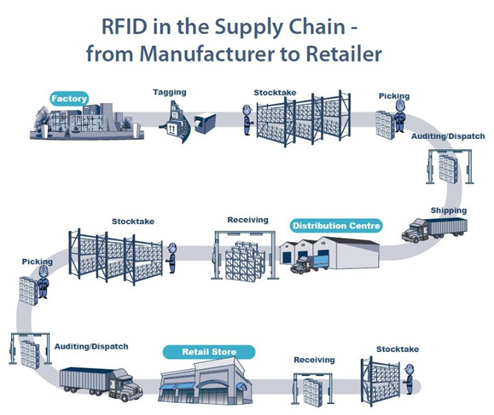 RFID in the Supply Chain -
from Manufacturer to Retailer
Factory
Tagging
Stocktake
Picking
Auditing/Dispatch
Shipping
Distribution Centre
Receiving
Stocktake
Picking
Auditing/Dispatch
Retail Store
Receiving
Stocktake